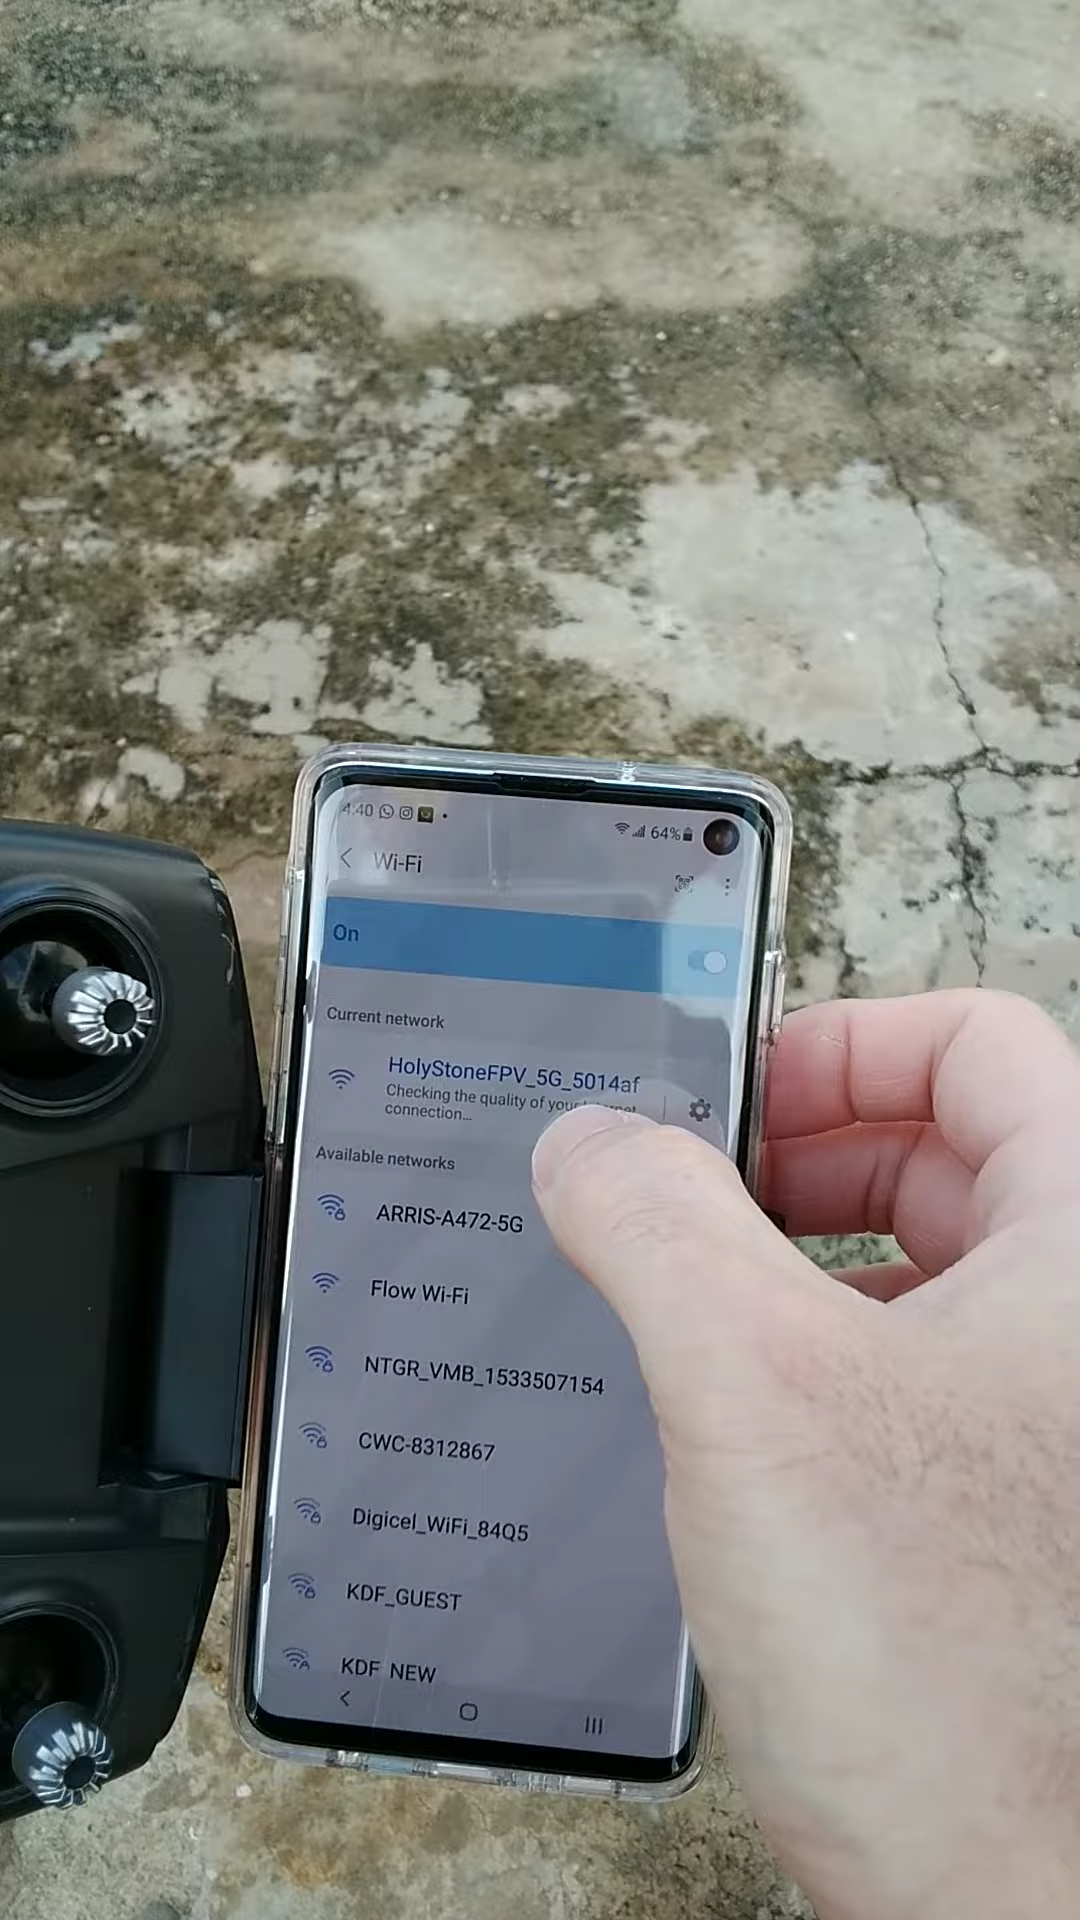 4:40
64%
Wi-Fi
On
Current network
HolyStoneFPV_5G_5014af
Checking the quality of your internet
connection...
Available networks
ARRIS-A472-5G
Flow Wi-Fi
NTGR_VMB_1533507154
CWC-8312867
Digicel_WiFi_84Q5
KDF_GUEST
KDF_NEW